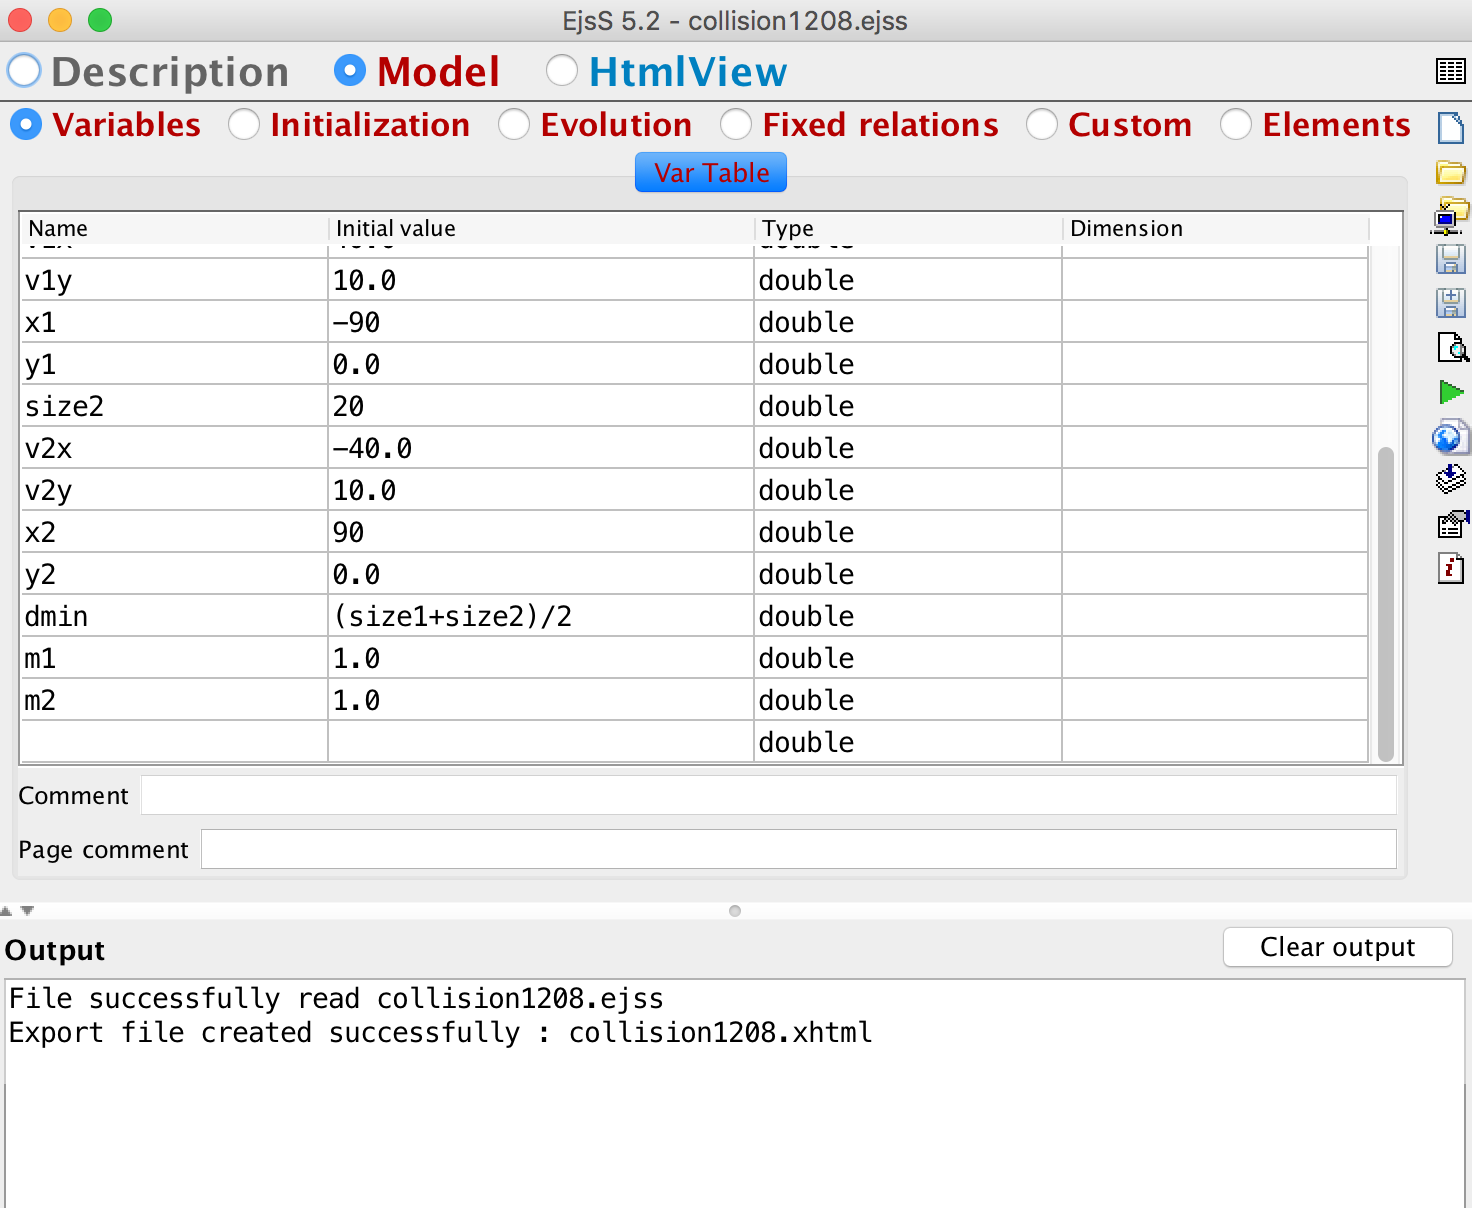 EjsS 5.2 - collision1208.ejss
Description Model HtmlView
Variables Initialization Evolution Fixed relations Custom Elements
Var Table
Name Initial value Type Dimension
v1y 10.0 double
x1 -90 double
y1 0.0 double
size2 20 double
v2x -40.0 double
v2y 10.0 double
x2 90 double
y2 0.0 double
dmin (size1+size2)/2 double
m1 1.0 double
m2 1.0 double
double
Comment
Page comment
Output Clear output
File successfully read collision1208.ejss
Export file created successfully : collision1208.xhtml